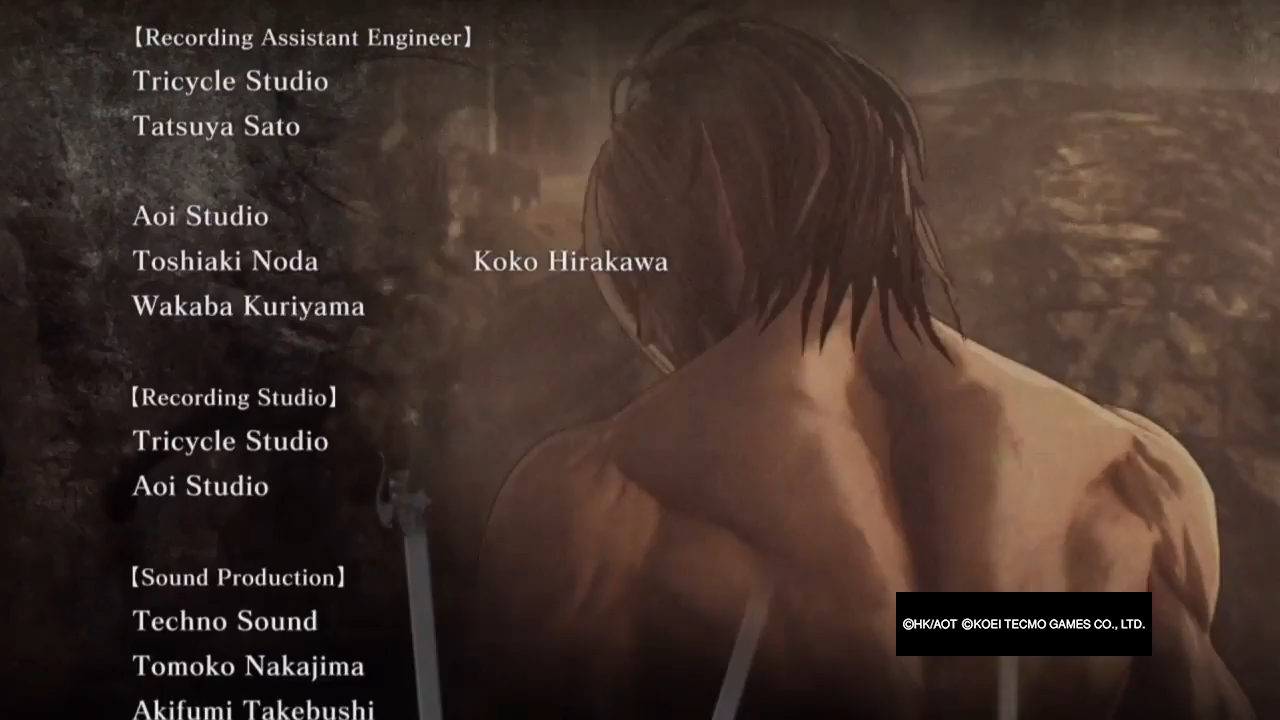 【Recording Assistant Engineer】
Tricycle Studio
Tatsuya Sato
Aoi Studio
Toshiaki Noda Koko Hirakawa
Wakaba Kuriyama
【Recording Studio】
Tricycle Studio
Aoi Studio
【Sound Production】
Techno Sound
Tomoko Nakajima
Akifumi Takebushi
©HK/AOT ©KOEI TECMO GAMES CO., LTD.